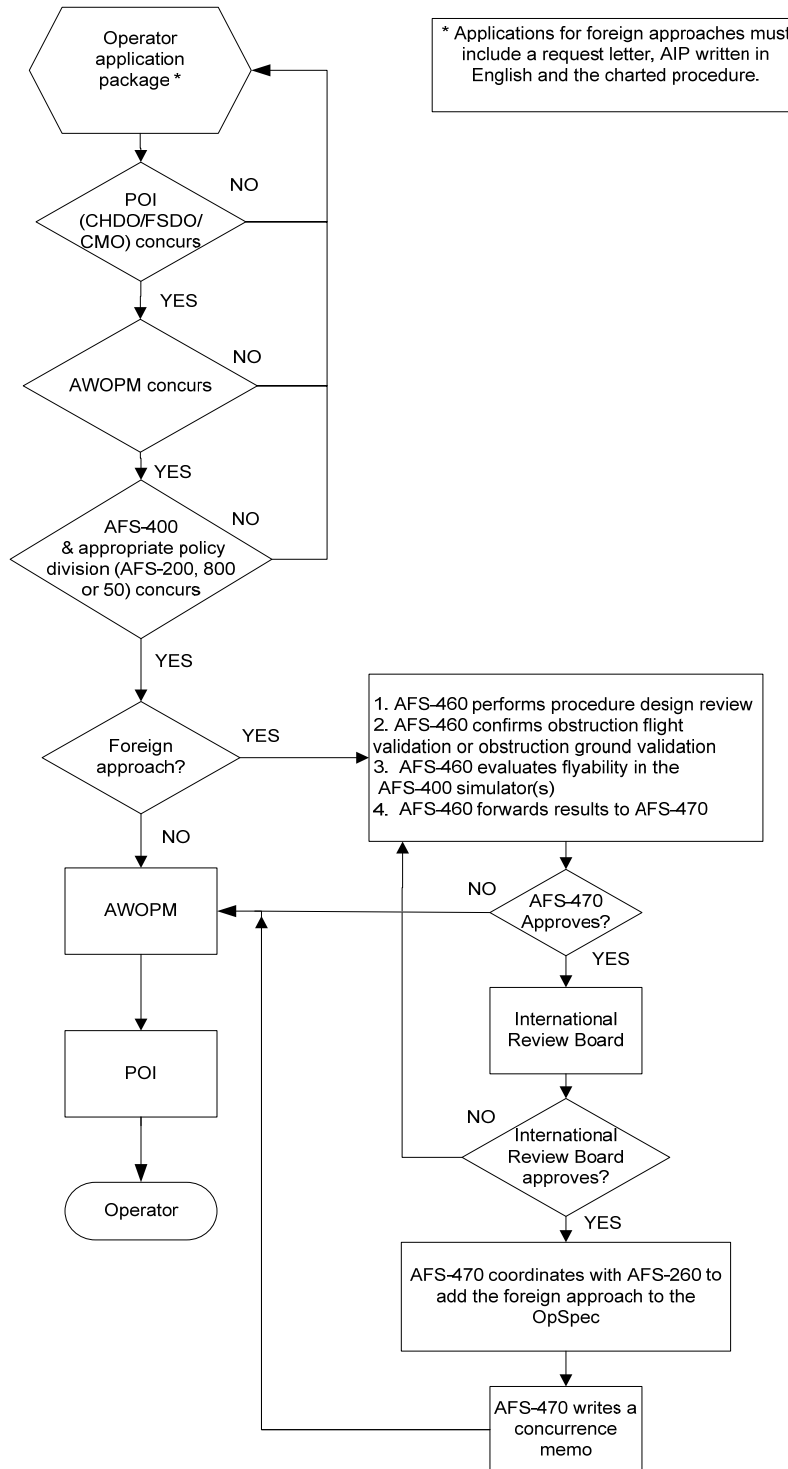 Operator
application
package *
* Applications for foreign approaches must
include a request letter, AIP written in
English and the charted procedure.
NO
POI
(CHDO/FSDO/
CMO) concurs
YES
NO
AWOPM concurs
YES
NO
AFS-400
& appropriate policy
division (AFS-200, 800
or 50) concurs
YES
Foreign
approach?
YES
NO
1. AFS-460 performs procedure design review
2. AFS-460 confirms obstruction flight
validation or obstruction ground validation
3. AFS-460 evaluates flyability in the
AFS-400 simulator(s)
4. AFS-460 forwards results to AFS-470
AWOPM
NO
AFS-470
Approves?
YES
International
Review Board
POI
NO
International
Review Board
approves?
YES
Operator
AFS-470 coordinates with AFS-260 to
add the foreign approach to the
OpSpec
AFS-470 writes a
concurrence
memo